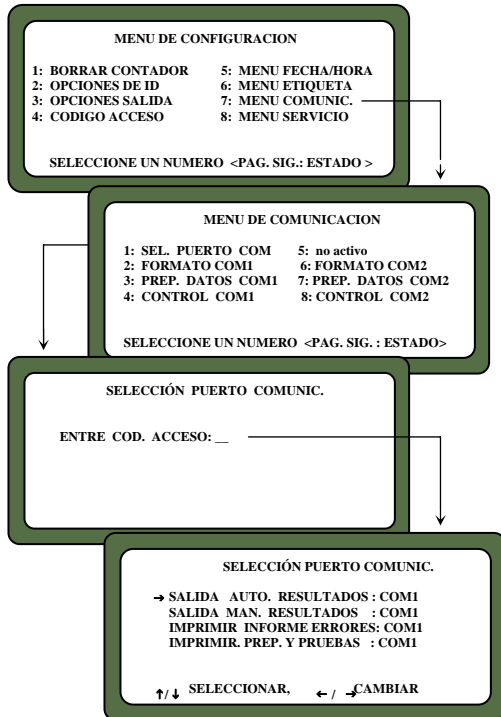 MENU DE CONFIGURACION
1: BORRAR CONTADOR 5: MENU FECHA/HORA
2: OPCIONES DE ID 6: MENU ETIQUETA
3: OPCIONES SALIDA 7: MENU COMUNIC.
4: CODIGO ACCESO 8: MENU SERVICIO
SELECCIONE UN NUMERO <PAG. SIG.: ESTADO >
MENU DE COMUNICACION
1: SEL. PUERTO COM 5: no activo
2: FORMATO COM1 6: FORMATO COM2
3: PREP. DATOS COM1 7: PREP. DATOS COM2
4: CONTROL COM1 8: CONTROL COM2
SELECCIONE UN NUMERO <PAG. SIG. : ESTADO>
SELECCIÓN PUERTO COMUNIC.
ENTRE COD. ACCESO: __
SELECCIÓN PUERTO COMUNIC.
→ SALIDA AUTO. RESULTADOS : COM1
SALIDA MAN. RESULTADOS : COM1
IMPRIMIR INFORME ERRORES: COM1
IMPRIMIR. PREP. Y PRUEBAS : COM1
↑/↓ SELECCIONAR, ← / →CAMBIAR